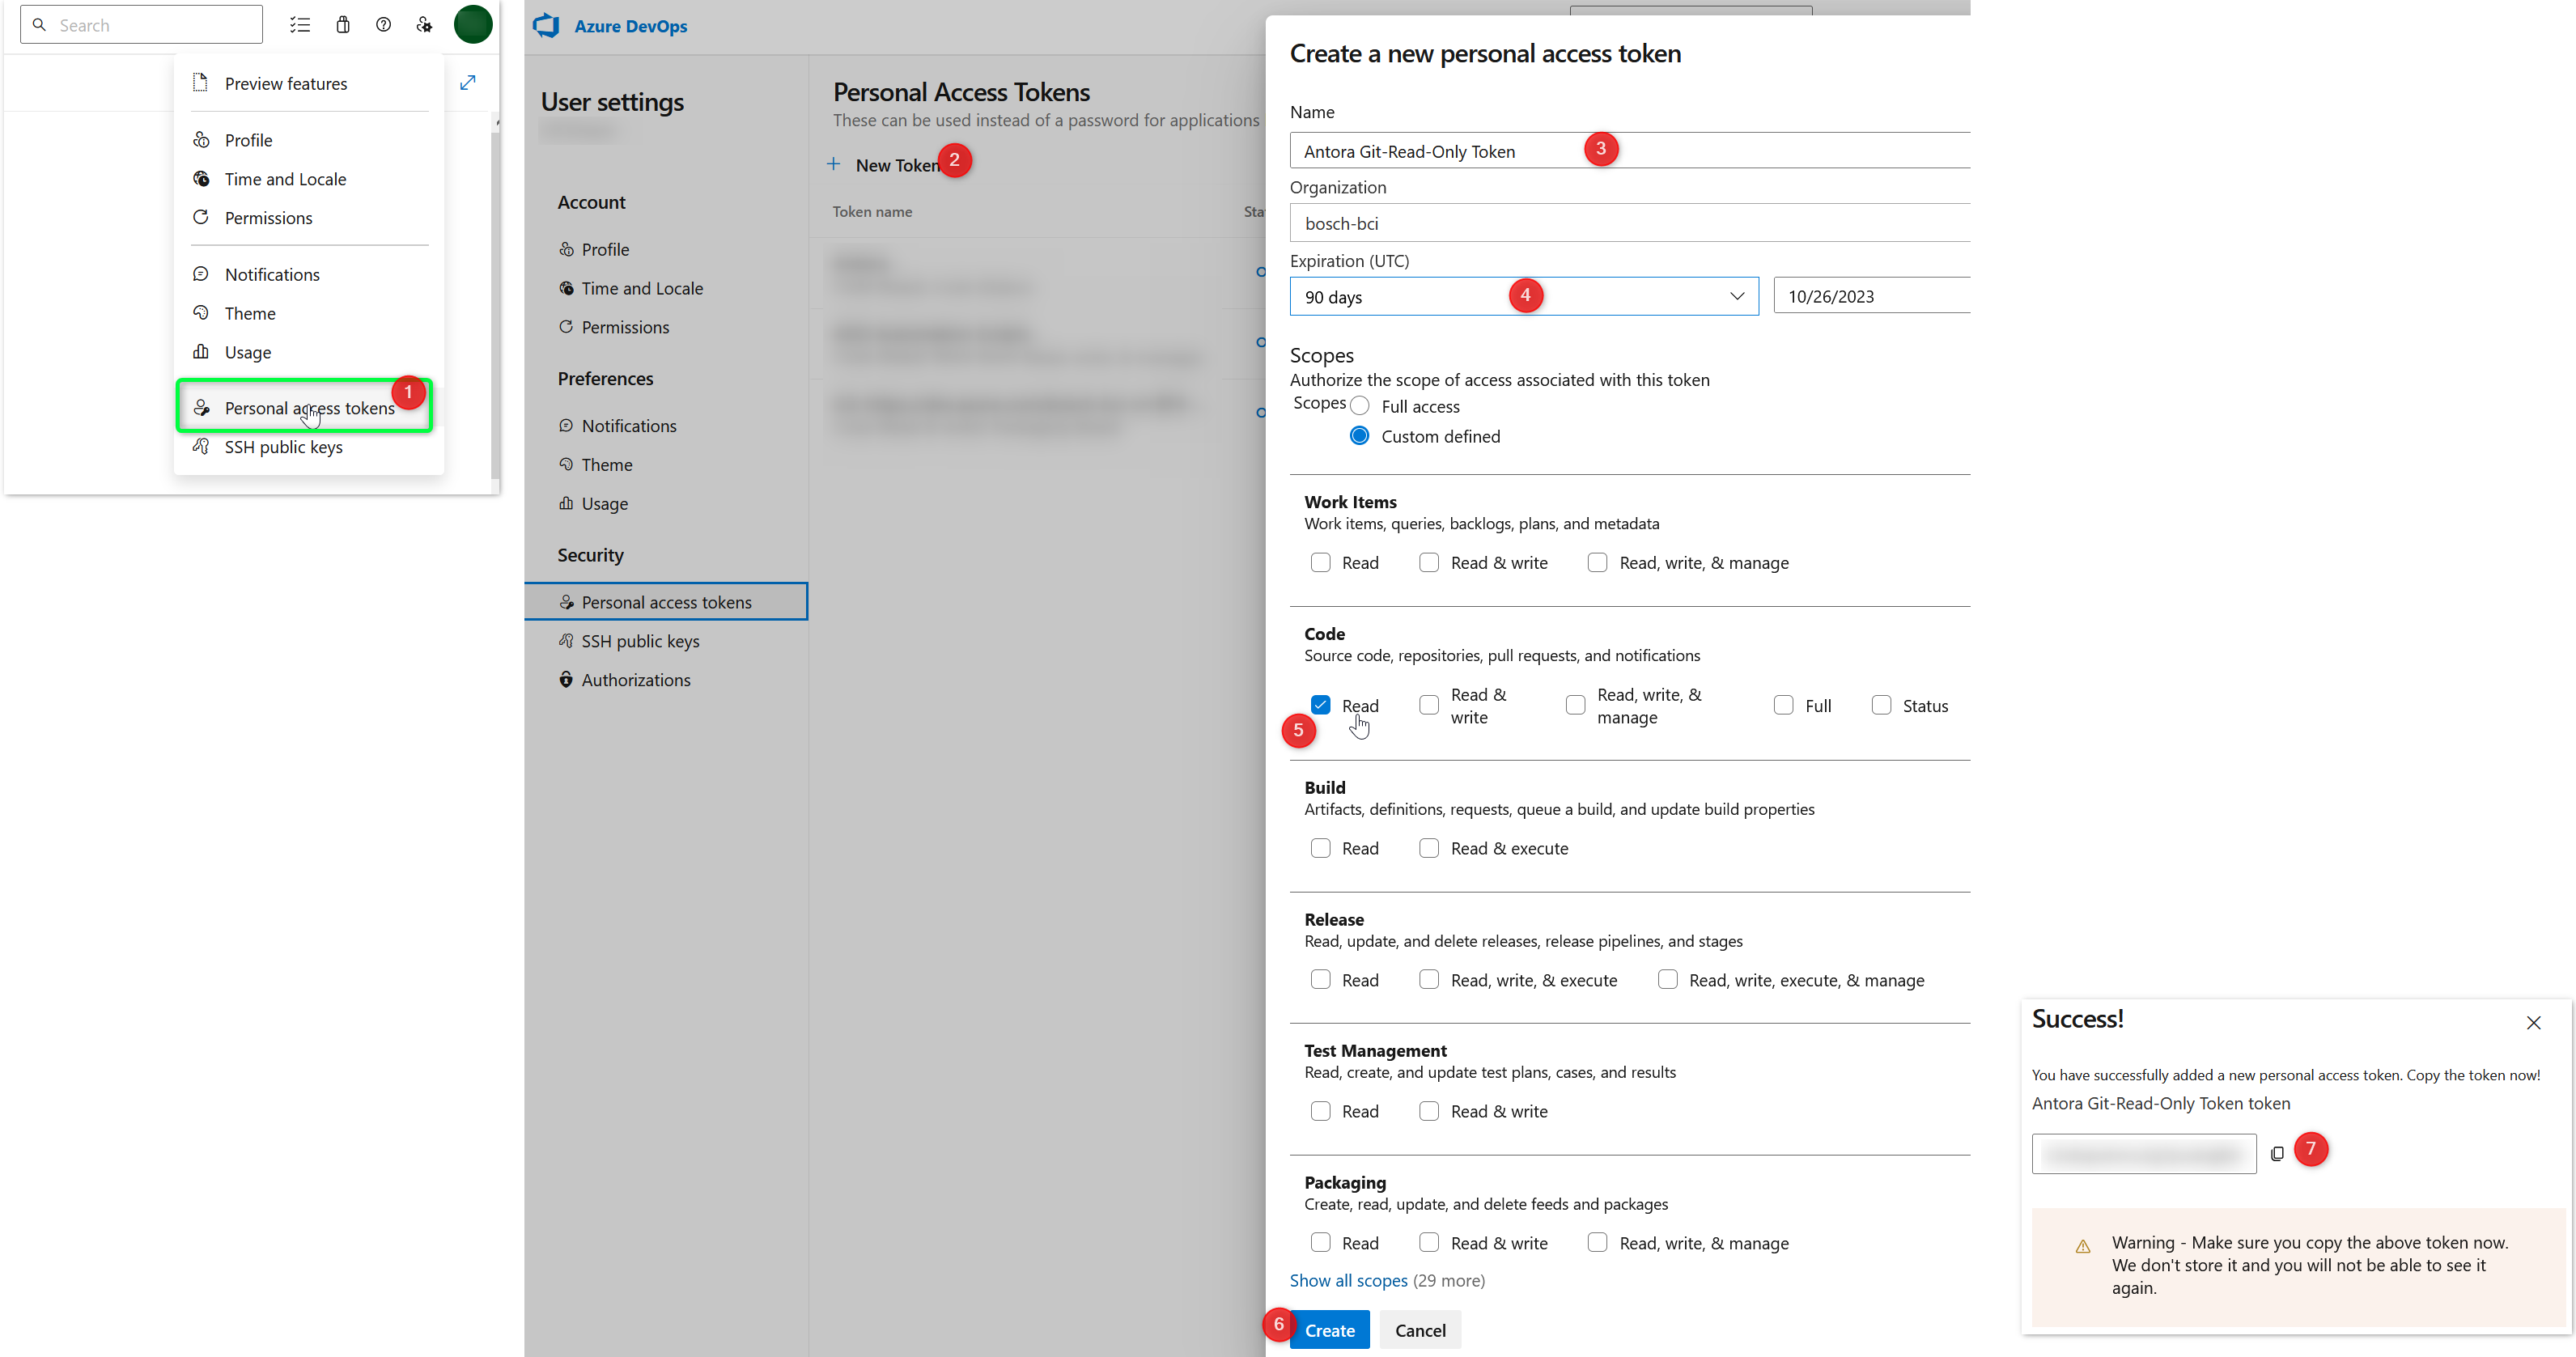 Search
Preview features
Profile
Time and Locale
Permissions
Notifications
Theme
Usage
Personal access tokens
1
SSH public keys
Azure DevOps
User settings
Account
Profile
Time and Locale
Permissions
Preferences
Notifications
Theme
Usage
Security
Personal access tokens
SSH public keys
Authorizations
Personal Access Tokens
These can be used instead of a password for applications
New Token
2
Token name
Sta
Create a new personal access token
Name
Antora Git-Read-Only Token
3
Organization
bosch-bci
Expiration (UTC)
90 days
4
10/26/2023
Scopes
Authorize the scope of access associated with this token
Scopes
Full access
Custom defined
Work Items
Work items, queries, backlogs, plans, and metadata
Read
Read & write
Read, write, & manage
Code
Source code, repositories, pull requests, and notifications
Read
Read &
write
Read, write, &
manage
Full
Status
5
Build
Artifacts, definitions, requests, queue a build, and update build properties
Read
Read & execute
Release
Read, update, and delete releases, release pipelines, and stages
Read
Read, write, & execute
Read, write, execute, & manage
Test Management
Read, create, and update test plans, cases, and results
Read
Read & write
Packaging
Create, read, update, and delete feeds and packages
Read
Read & write
Read, write, & manage
Show all scopes (29 more)
6
Create
Cancel
Success!
You have successfully added a new personal access token. Copy the token now!
Antora Git-Read-Only Token token
7
Warning - Make sure you copy the above token now.
We don't store it and you will not be able to see it
again.